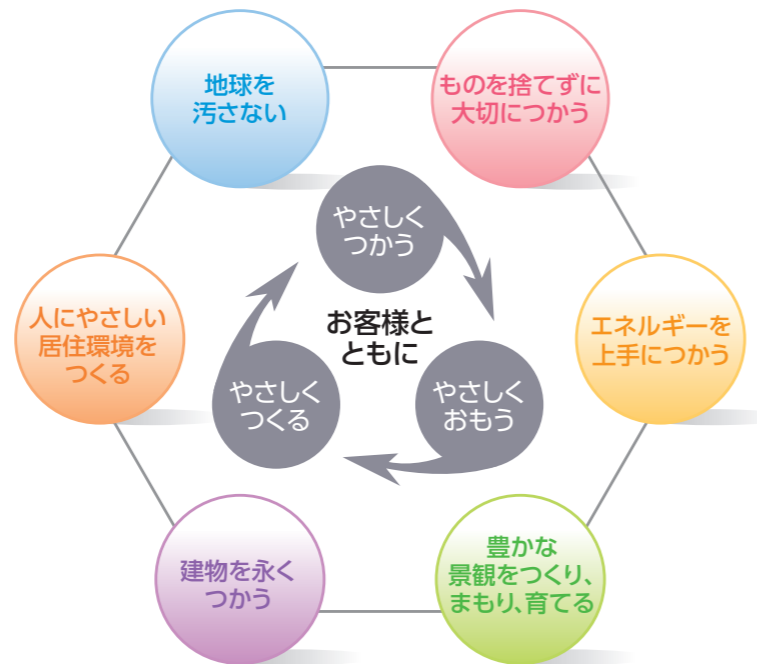 地球を
汚さない
ものを捨てずに
大切につかう
やさしく
つかう
人にやさしい
居住環境を
つくる
お客様と
ともに
エネルギーを
上手につかう
やさしく
つくる
やさしく
おもう
建物を永く
つかう
豊かな
景観をつくり、
まもり、育てる